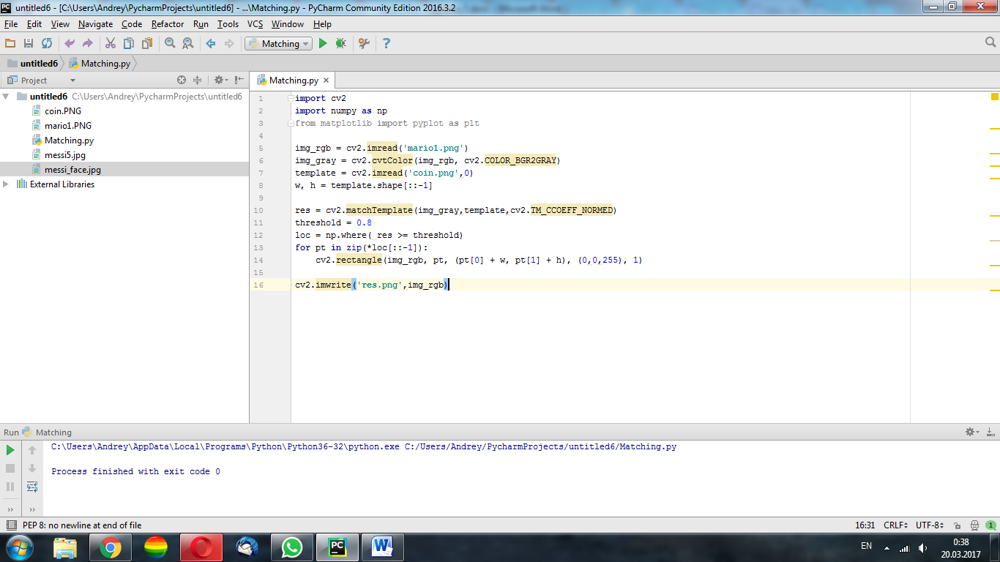 untitled6 - [C:\Users\Andrey\PycharmProjects\untitled6] - ...\Matching.py - PyCharm Community Edition 2016.3.2
File Edit View Navigate Code Refactor Run Tools VCS Window Help
Matching
untitled6 Matching.py
Project
Matching.py
untitled6 C:\Users\Andrey\PycharmProjects\untitled6
coin.PNG
mario1.PNG
Matching.py
messi5.jpg
messi_face.jpg
External Libraries
1 import cv2
2 import numpy as np
3 from matplotlib import pyplot as plt
4
5 img_rgb = cv2.imread('mario1.png')
6 img_gray = cv2.cvtColor(img_rgb, cv2.COLOR_BGR2GRAY)
7 template = cv2.imread('coin.png',0)
8 w, h = template.shape[::-1]
9
10 res = cv2.matchTemplate(img_gray,template,cv2.TM_CCOEFF_NORMED)
11 threshold = 0.8
12 loc = np.where( res >= threshold)
13 for pt in zip(*loc[::-1]):
14 cv2.rectangle(img_rgb, pt, (pt[0] + w, pt[1] + h), (0,0,255), 1)
15
16 cv2.imwrite('res.png',img_rgb)
Run Matching
C:\Users\Andrey\AppData\Local\Programs\Python\Python36-32\python.exe C:/Users/Andrey/PycharmProjects/untitled6/Matching.py
Process finished with exit code 0
PEP 8: no newline at end of file
16:31 CRLF UTF-8 1
EN
0:38
20.03.2017